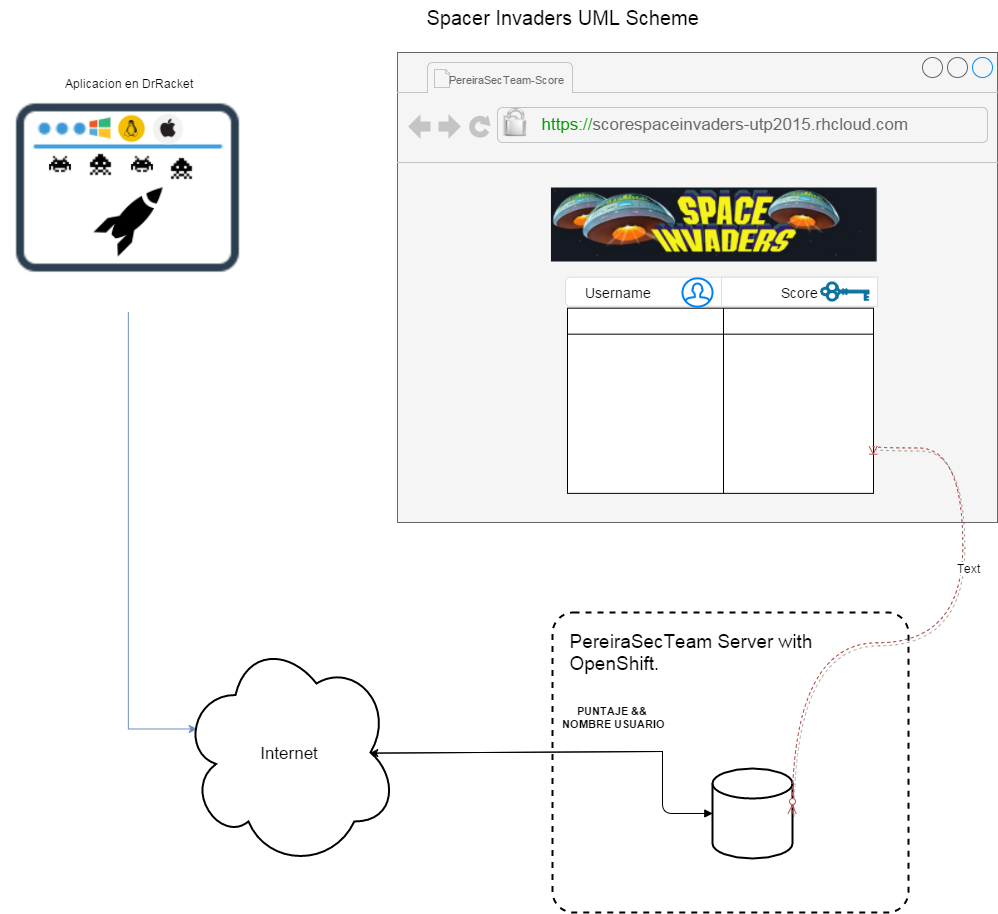 Spacer Invaders UML Scheme
Aplicacion en DrRacket
PereiraSecTeam-Score
https://scorespaceinvaders-utp2015.rhcloud.com
SPACE
INVADERS
Username
Score
Text
PereiraSecTeam Server with
OpenShift.
PUNTAJE &&
NOMBRE USUARIO
Internet